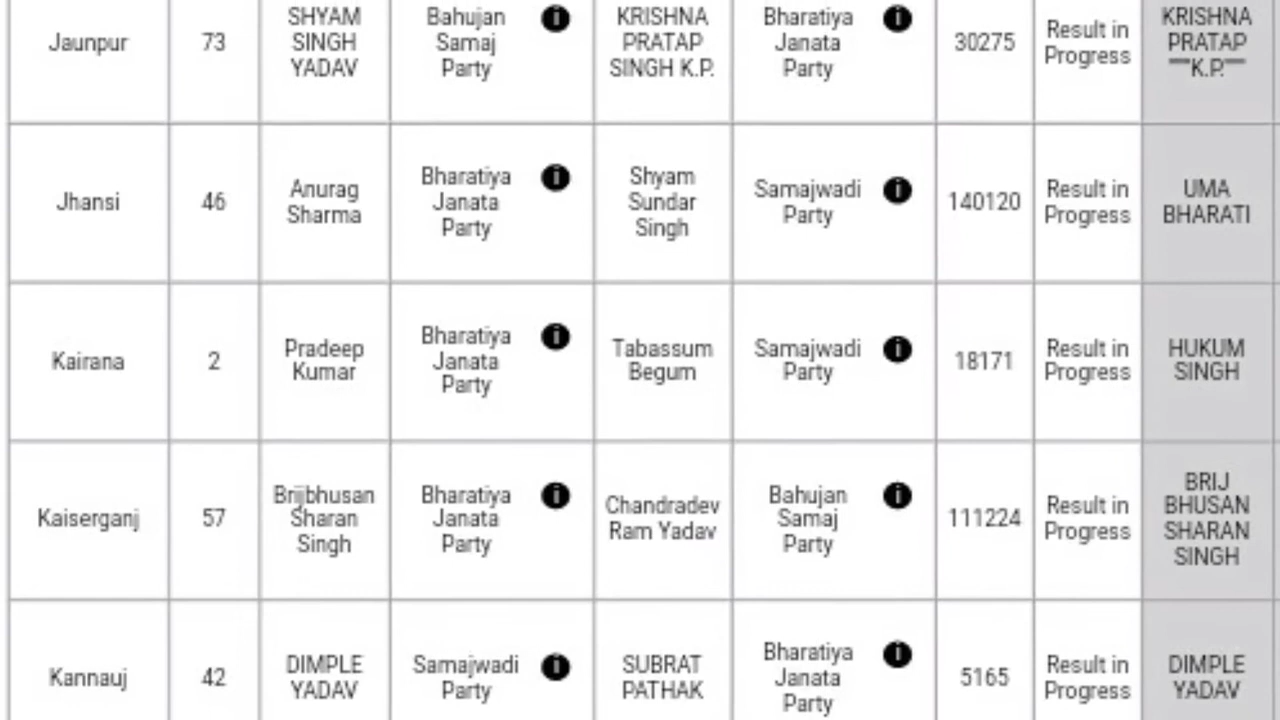 Jaunpur 73 SHYAM SINGH YADAV Bahujan Samaj Party i KRISHNA PRATAP SINGH K.P. Bharatiya Janata Party i 30275 Result in Progress KRISHNA PRATAP "'"K.P."'"
Jhansi 46 Anurag Sharma Bharatiya Janata Party i Shyam Sundar Singh Samajwadi Party i 140120 Result in Progress UMA BHARATI
Kairana 2 Pradeep Kumar Bharatiya Janata Party i Tabassum Begum Samajwadi Party i 18171 Result in Progress HUKUM SINGH
Kaiserganj 57 Brijbhusan Sharan Singh Bharatiya Janata Party i Chandradev Ram Yadav Bahujan Samaj Party i 111224 Result in Progress BRIJ BHUSAN SHARAN SINGH
Kannauj 42 DIMPLE YADAV Samajwadi Party i SUBRAT PATHAK Bharatiya Janata Party i 5165 Result in Progress DIMPLE YADAV